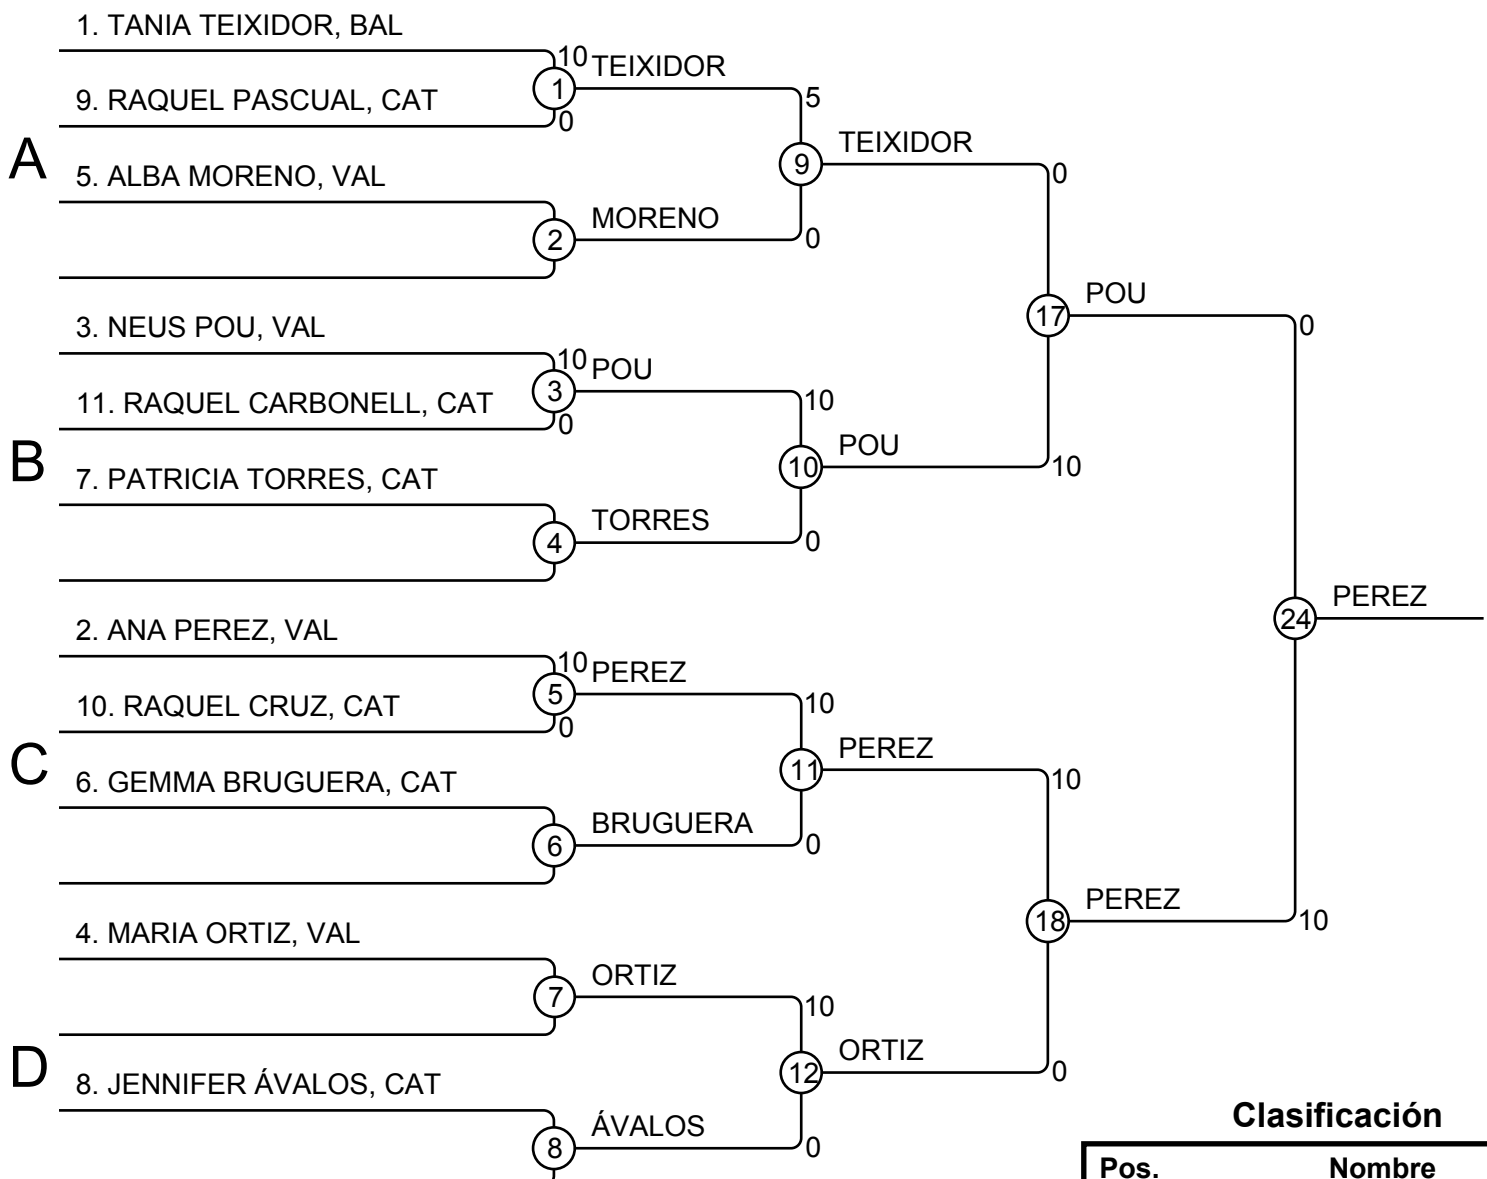 1. TANIA TEIXIDOR, BAL
10
TEIXIDOR
1
9. RAQUEL PASCUAL, CAT
0
5
A
TEIXIDOR
9
5. ALBA MORENO, VAL
0
MORENO
2
0
POU
17
3. NEUS POU, VAL
0
10
POU
3
11. RAQUEL CARBONELL, CAT
0
10
B
POU
10
10
7. PATRICIA TORRES, CAT
TORRES
4
0
PEREZ
24
2. ANA PEREZ, VAL
10
PEREZ
5
10. RAQUEL CRUZ, CAT
0
10
C
PEREZ
11
10
6. GEMMA BRUGUERA, CAT
BRUGUERA
6
0
PEREZ
18
10
4. MARIA ORTIZ, VAL
ORTIZ
7
10
D
ORTIZ
12
0
8. JENNIFER ÁVALOS, CAT
ÁVALOS
8
0
Clasificación
Pos. Nombre